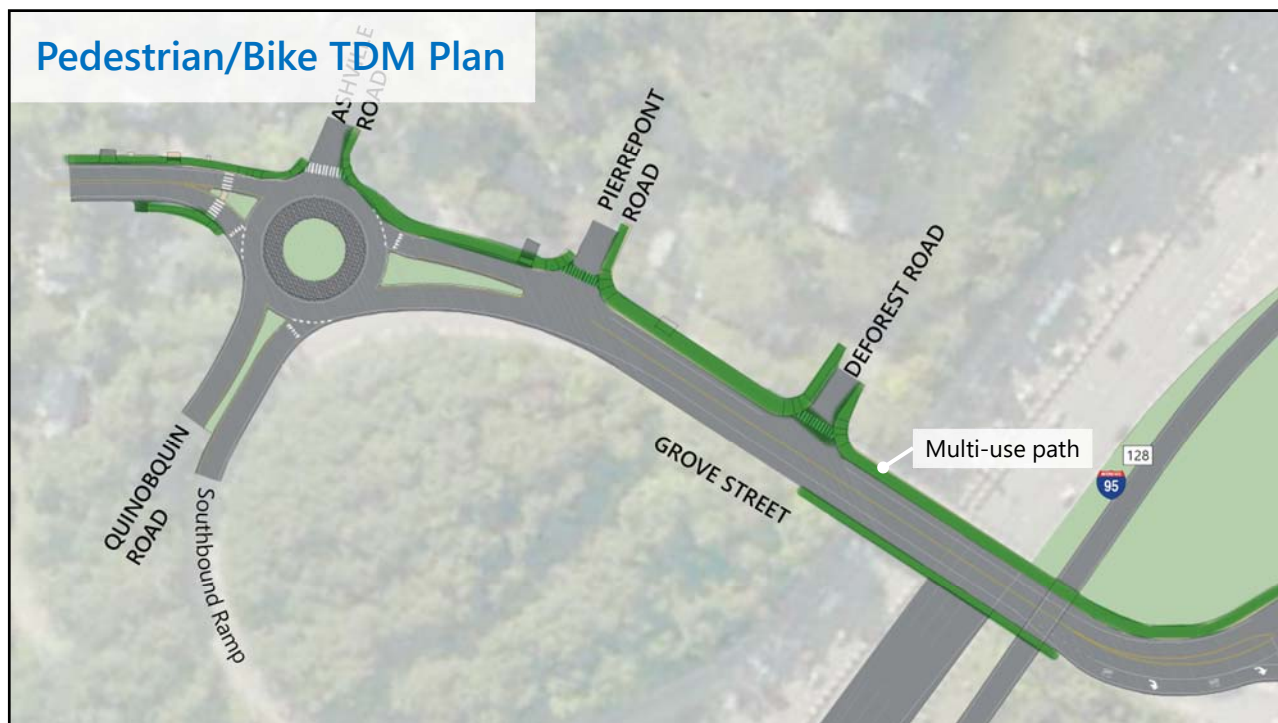 Pedestrian/Bike TDM Plan
ASHVILLE
ROAD
PIERREPONT
ROAD
DEFOREST ROAD
Multi-use path
128
95
GROVE STREET
QUINOBQUIN
ROAD
Southbound Ramp